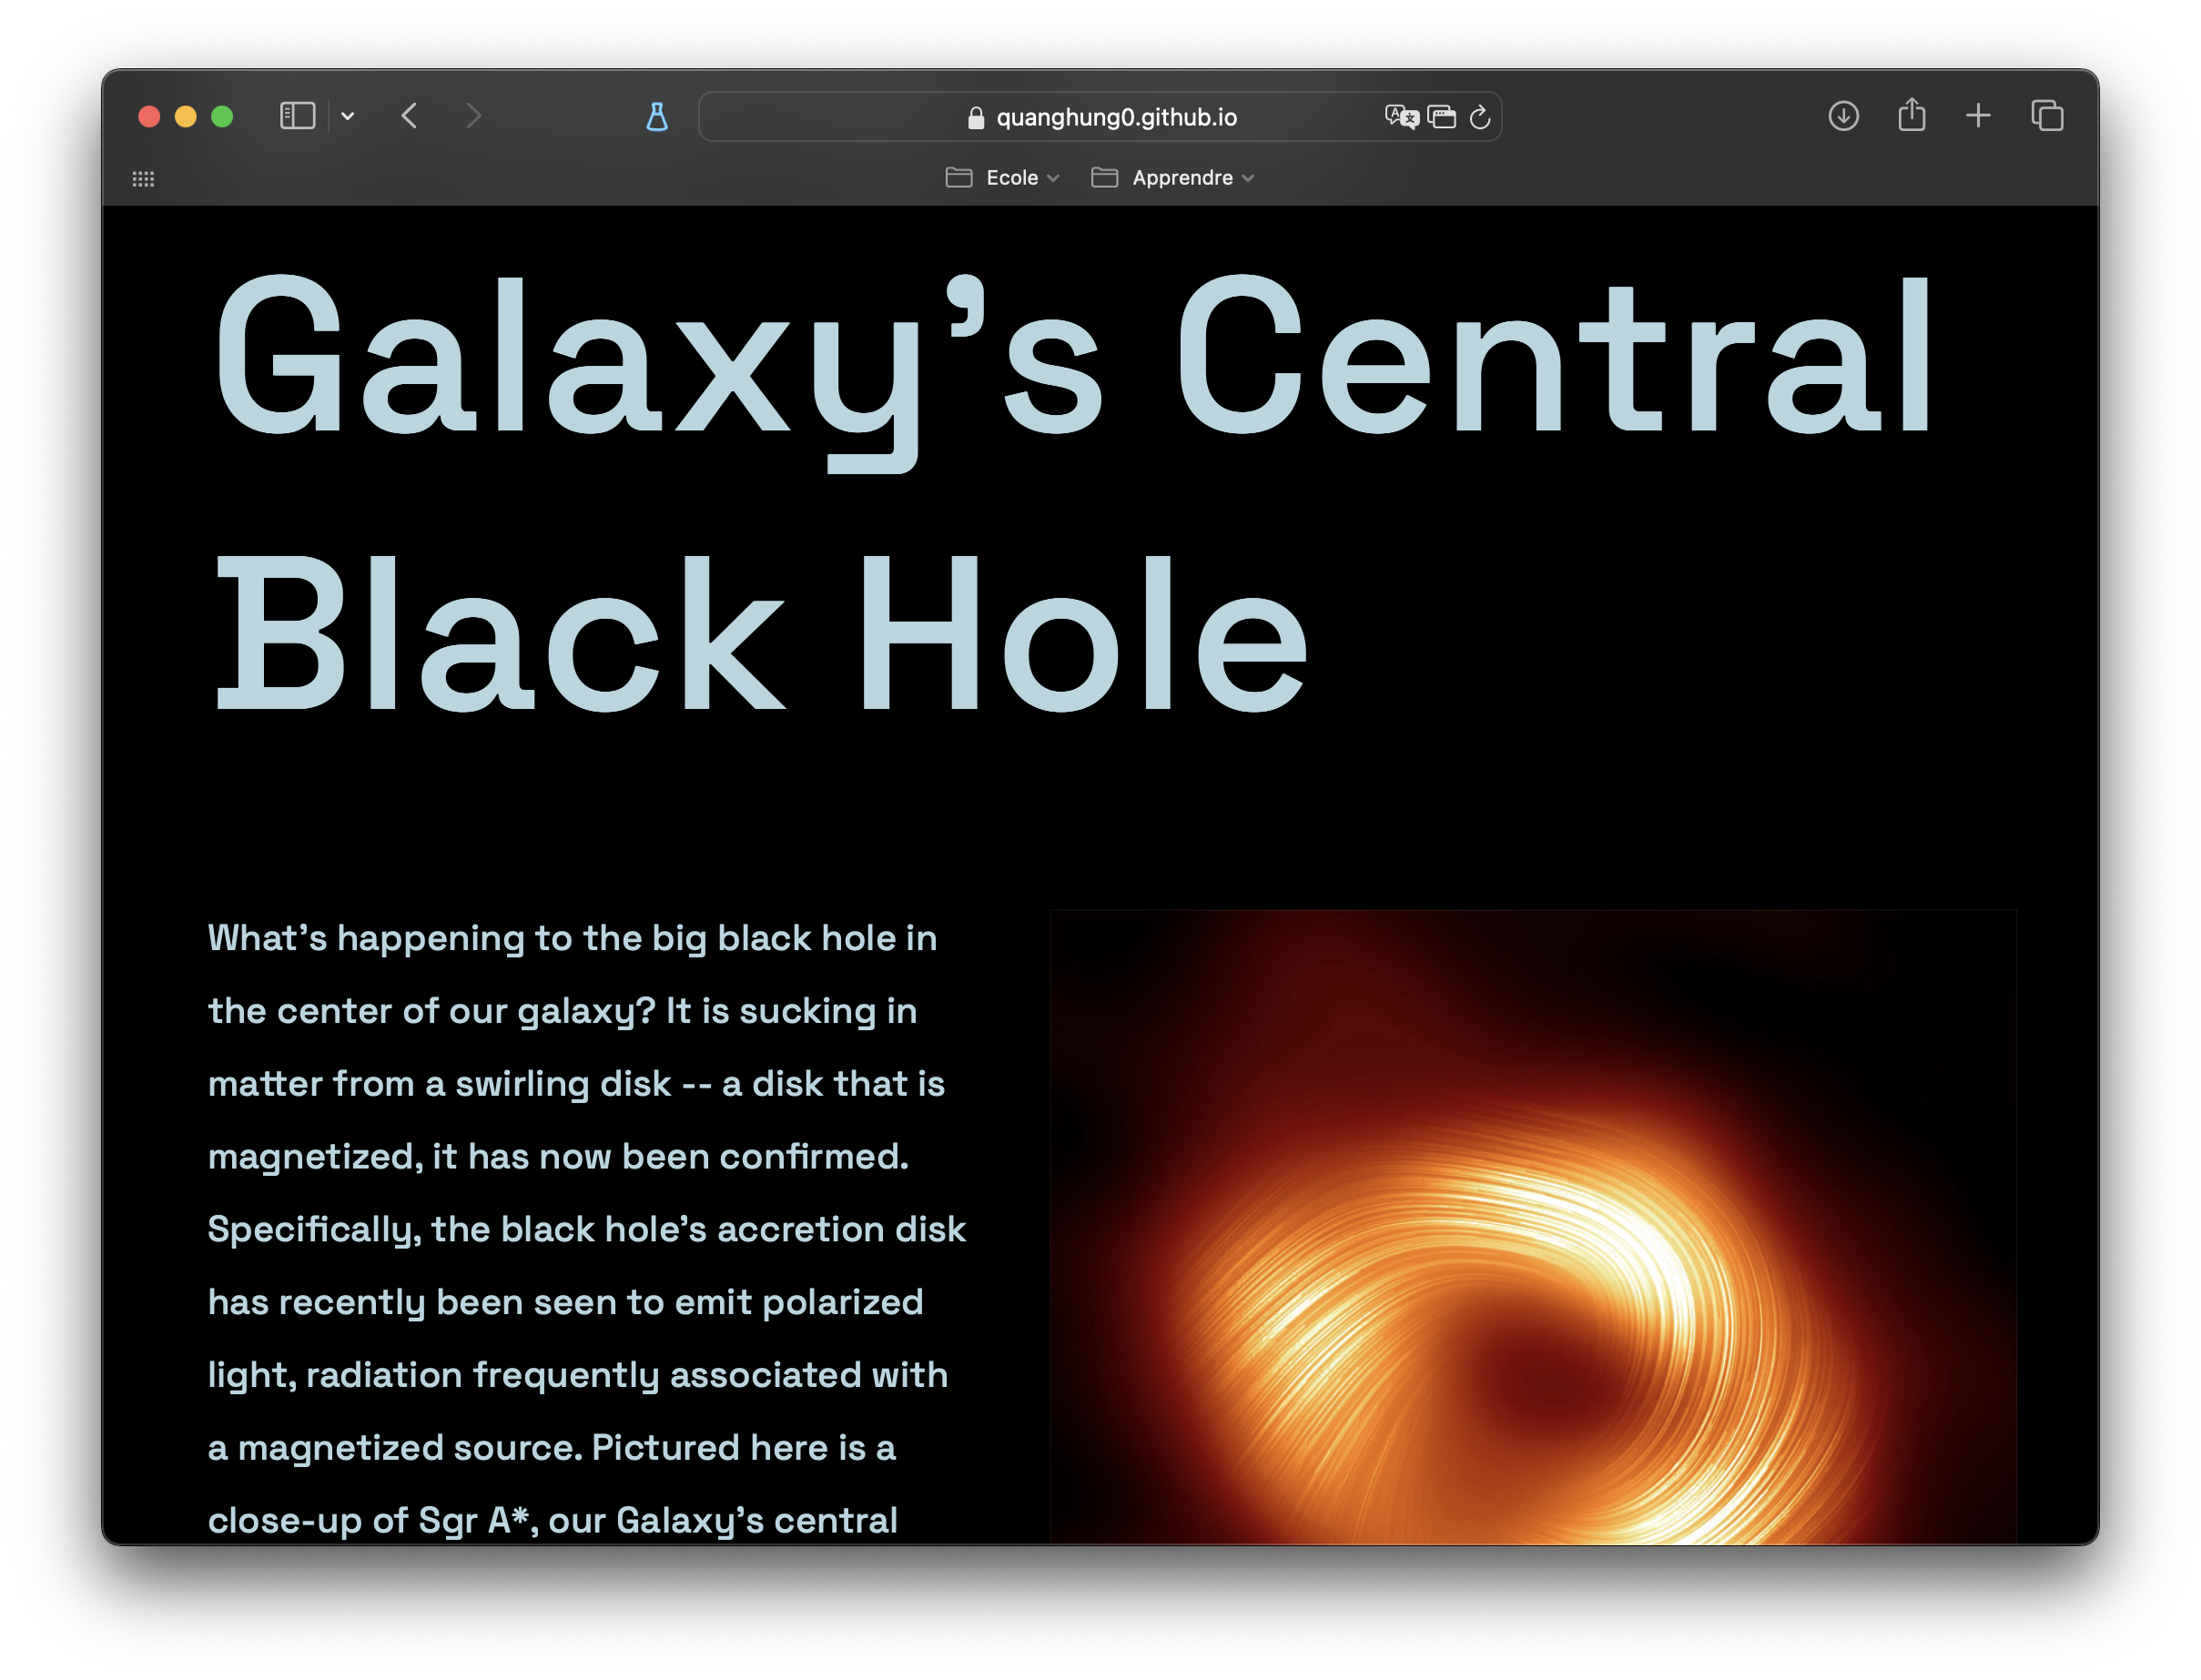 quanghung0.github.io
Ecole
Apprendre
Galaxy’s Central
Black Hole
What’s happening to the big black hole in
the center of our galaxy? It is sucking in
matter from a swirling disk -- a disk that is
magnetized, it has now been confirmed.
Specifically, the black hole’s accretion disk
has recently been seen to emit polarized
light, radiation frequently associated with
a magnetized source. Pictured here is a
close-up of Sgr A*, our Galaxy’s central